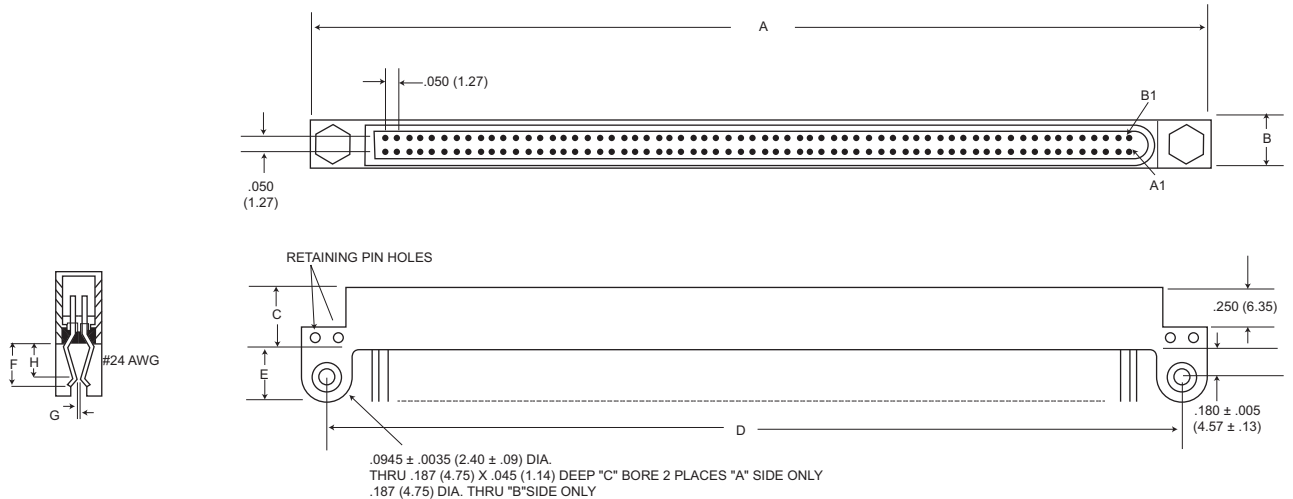 A
.050 (1.27)
B1
B
A1
.050
(1.27)
RETAINING PIN HOLES
C
.250 (6.35)
F
H
#24 AWG
E
G
.180 ± .005
(4.57 ± .13)
D
.0945 ± .0035 (2.40 ± .09) DIA.
THRU .187 (4.75) X .045 (1.14) DEEP "C" BORE 2 PLACES "A" SIDE ONLY
.187 (4.75) DIA. THRU "B"SIDE ONLY